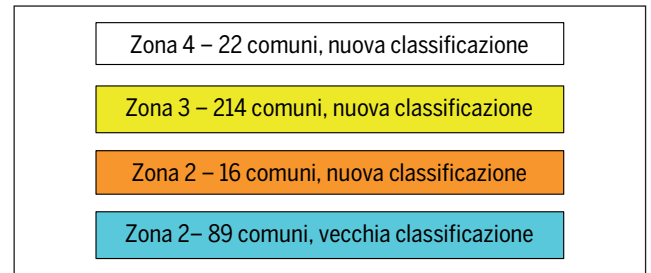 Zona 4 – 22 comuni, nuova classificazione
Zona 3 – 214 comuni, nuova classificazione
Zona 2 – 16 comuni, nuova classificazione
Zona 2– 89 comuni, vecchia classificazione